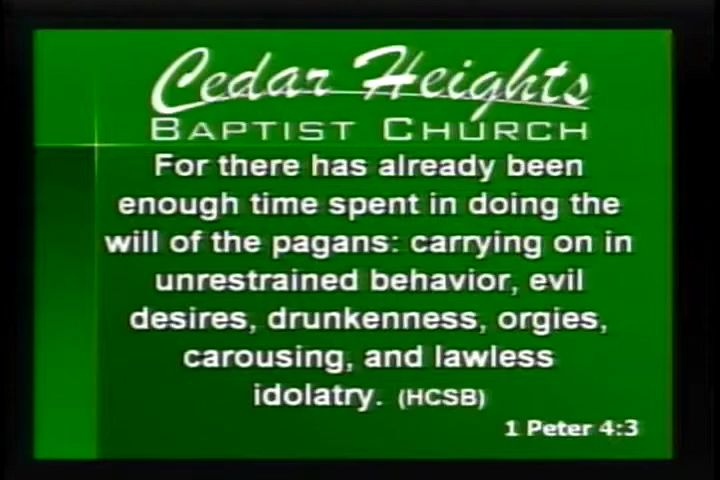 Cedar Heights
BAPTIST CHURCH
For there has already been
enough time spent in doing the
will of the pagans: carrying on in
unrestrained behavior, evil
desires, drunkenness, orgies,
carousing, and lawless
idolatry. (HCSB)
1 Peter 4:3